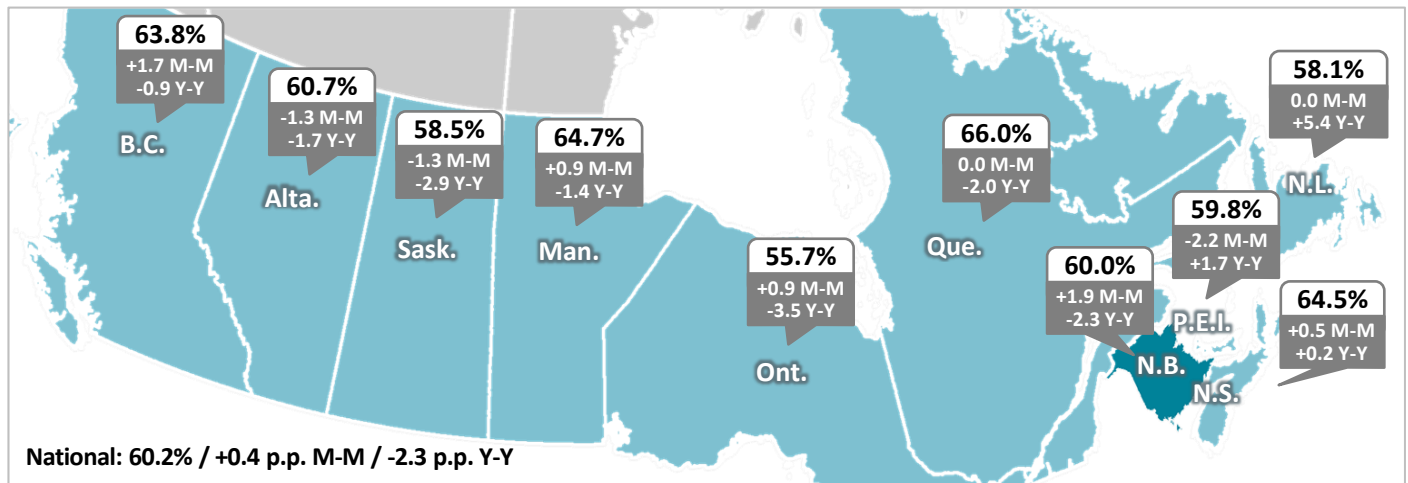 63.8%
+1.7 M-M
-0.9 Y-Y
B.C.
60.7%
-1.3 M-M
-1.7 Y-Y
Alta.
58.5%
-1.3 M-M
-2.9 Y-Y
Sask.
64.7%
+0.9 M-M
-1.4 Y-Y
Man.
55.7%
+0.9 M-M
-3.5 Y-Y
Ont.
66.0%
0.0 M-M
-2.0 Y-Y
Que.
58.1%
0.0 M-M
+5.4 Y-Y
N.L.
59.8%
-2.2 M-M
+1.7 Y-Y
P.E.I.
60.0%
+1.9 M-M
-2.3 Y-Y
N.B.
64.5%
+0.5 M-M
+0.2 Y-Y
N.S.
National: 60.2% / +0.4 p.p. M-M / -2.3 p.p. Y-Y